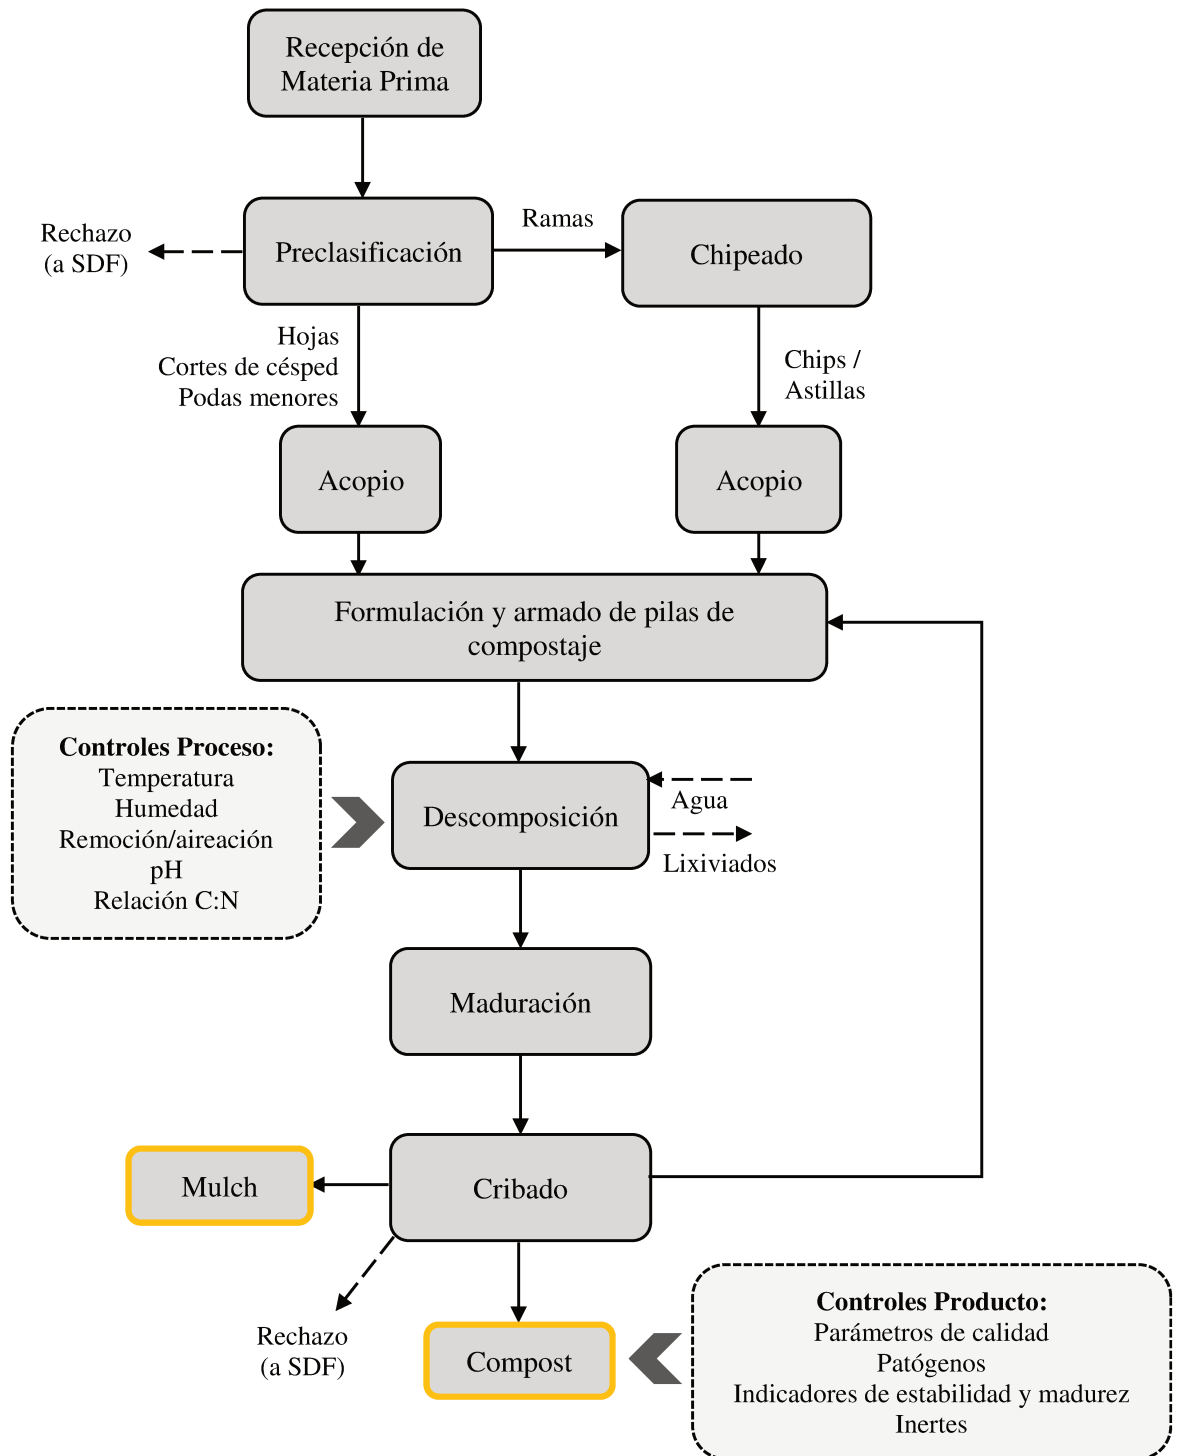 Recepción de
Materia Prima
Rechazo
(a SDF)
Preclasificación
Ramas
Chipeado
Hojas
Cortes de césped
Podas menores
Chips /
Astillas
Acopio
Acopio
Formulación y armado de pilas de
compostaje
Controles Proceso:
Temperatura
Humedad
Remoción/aireación
pH
Relación C:N
Descomposición
Agua
Lixiviados
Maduración
Mulch
Cribado
Rechazo
(a SDF)
Compost
Controles Producto:
Parámetros de calidad
Patógenos
Indicadores de estabilidad y madurez
Inertes